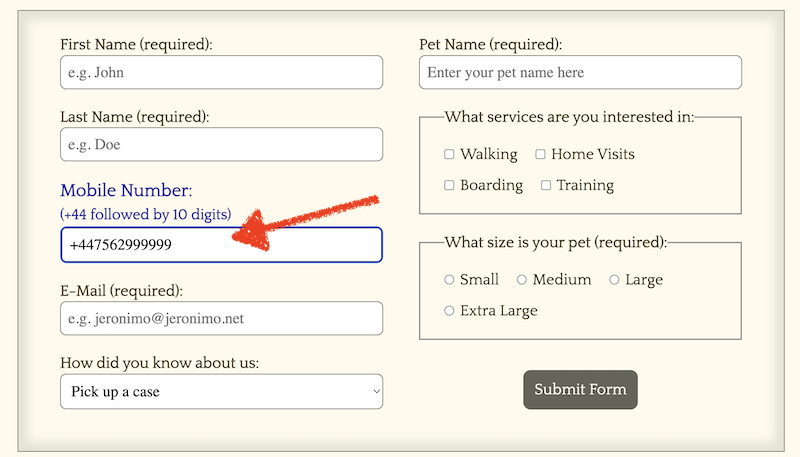 First Name (required):
e.g. John
Last Name (required):
e.g. Doe
Mobile Number:
(+44 followed by 10 digits)
+447562999999
E-Mail (required):
e.g. jeronimo@jeronimo.net
How did you know about us:
Pick up a case
Pet Name (required):
Enter your pet name here
What services are you interested in:
Walking Home Visits
Boarding Training
What size is your pet (required):
Small Medium Large
Extra Large
Submit Form